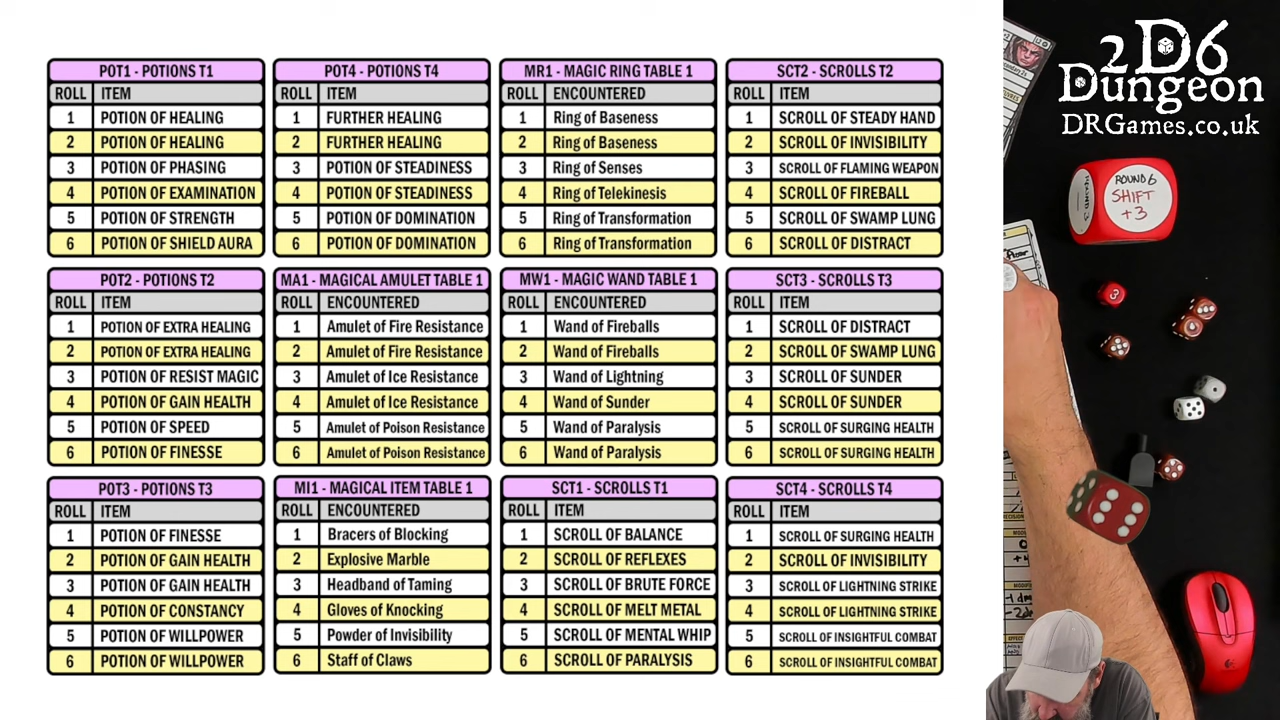 POT1 - POTIONS T1
ROLL ITEM
1 POTION OF HEALING
2 POTION OF HEALING
3 POTION OF PHASING
4 POTION OF EXAMINATION
5 POTION OF STRENGTH
6 POTION OF SHIELD AURA
POT2 - POTIONS T2
ROLL ITEM
1 POTION OF EXTRA HEALING
2 POTION OF EXTRA HEALING
3 POTION OF RESIST MAGIC
4 POTION OF GAIN HEALTH
5 POTION OF SPEED
6 POTION OF FINESSE
POT3 - POTIONS T3
ROLL ITEM
1 POTION OF FINESSE
2 POTION OF GAIN HEALTH
3 POTION OF GAIN HEALTH
4 POTION OF CONSTANCY
5 POTION OF WILLPOWER
6 POTION OF WILLPOWER
POT4 - POTIONS T4
ROLL ITEM
1 FURTHER HEALING
2 FURTHER HEALING
3 POTION OF STEADINESS
4 POTION OF STEADINESS
5 POTION OF DOMINATION
6 POTION OF DOMINATION
MA1 - MAGICAL AMULET TABLE 1
ROLL ENCOUNTERED
1 Amulet of Fire Resistance
2 Amulet of Fire Resistance
3 Amulet of Ice Resistance
4 Amulet of Ice Resistance
5 Amulet of Poison Resistance
6 Amulet of Poison Resistance
MI1 - MAGICAL ITEM TABLE 1
ROLL ENCOUNTERED
1 Bracers of Blocking
2 Explosive Marble
3 Headband of Taming
4 Gloves of Knocking
5 Powder of Invisibility
6 Staff of Claws
MR1 - MAGIC RING TABLE 1
ROLL ENCOUNTERED
1 Ring of Baseness
2 Ring of Baseness
3 Ring of Senses
4 Ring of Telekinesis
5 Ring of Transformation
6 Ring of Transformation
MW1 - MAGIC WAND TABLE 1
ROLL ENCOUNTERED
1 Wand of Fireballs
2 Wand of Fireballs
3 Wand of Lightning
4 Wand of Sunder
5 Wand of Paralysis
6 Wand of Paralysis
SCT1 - SCROLLS T1
ROLL ITEM
1 SCROLL OF BALANCE
2 SCROLL OF REFLEXES
3 SCROLL OF BRUTE FORCE
4 SCROLL OF MELT METAL
5 SCROLL OF MENTAL WHIP
6 SCROLL OF PARALYSIS
SCT2 - SCROLLS T2
ROLL ITEM
1 SCROLL OF STEADY HAND
2 SCROLL OF INVISIBILITY
3 SCROLL OF FLAMING WEAPON
4 SCROLL OF FIREBALL
5 SCROLL OF SWAMP LUNG
6 SCROLL OF DISTRACT
SCT3 - SCROLLS T3
ROLL ITEM
1 SCROLL OF DISTRACT
2 SCROLL OF SWAMP LUNG
3 SCROLL OF SUNDER
4 SCROLL OF SUNDER
5 SCROLL OF SURGING HEALTH
6 SCROLL OF SURGING HEALTH
SCT4 - SCROLLS T4
ROLL ITEM
1 SCROLL OF SURGING HEALTH
2 SCROLL OF INVISIBILITY
3 SCROLL OF LIGHTNING STRIKE
4 SCROLL OF LIGHTNING STRIKE
5 SCROLL OF INSIGHTFUL COMBAT
6 SCROLL OF INSIGHTFUL COMBAT
2D6
Dungeon
DRGames.co.uk
ROUND 6
SHIFT
+3
3